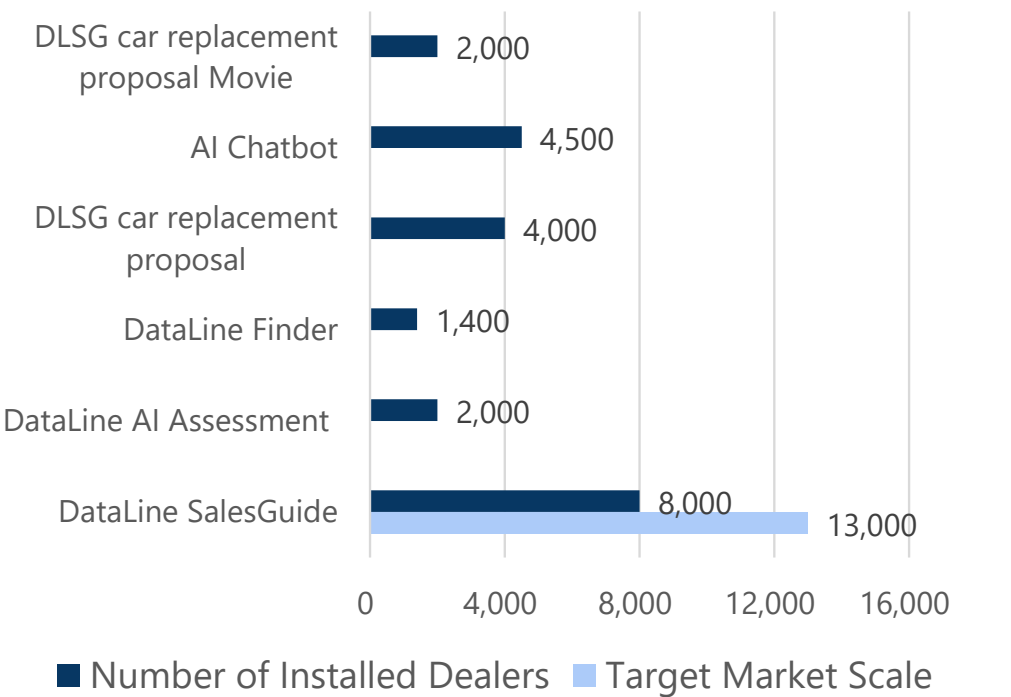 DLSG car replacement
proposal Movie
2,000
AI Chatbot
4,500
DLSG car replacement
proposal
4,000
DataLine Finder
1,400
DataLine AI Assessment
2,000
DataLine SalesGuide
8,000
13,000
0 4,000 8,000 12,000 16,000
Number of Installed Dealers Target Market Scale